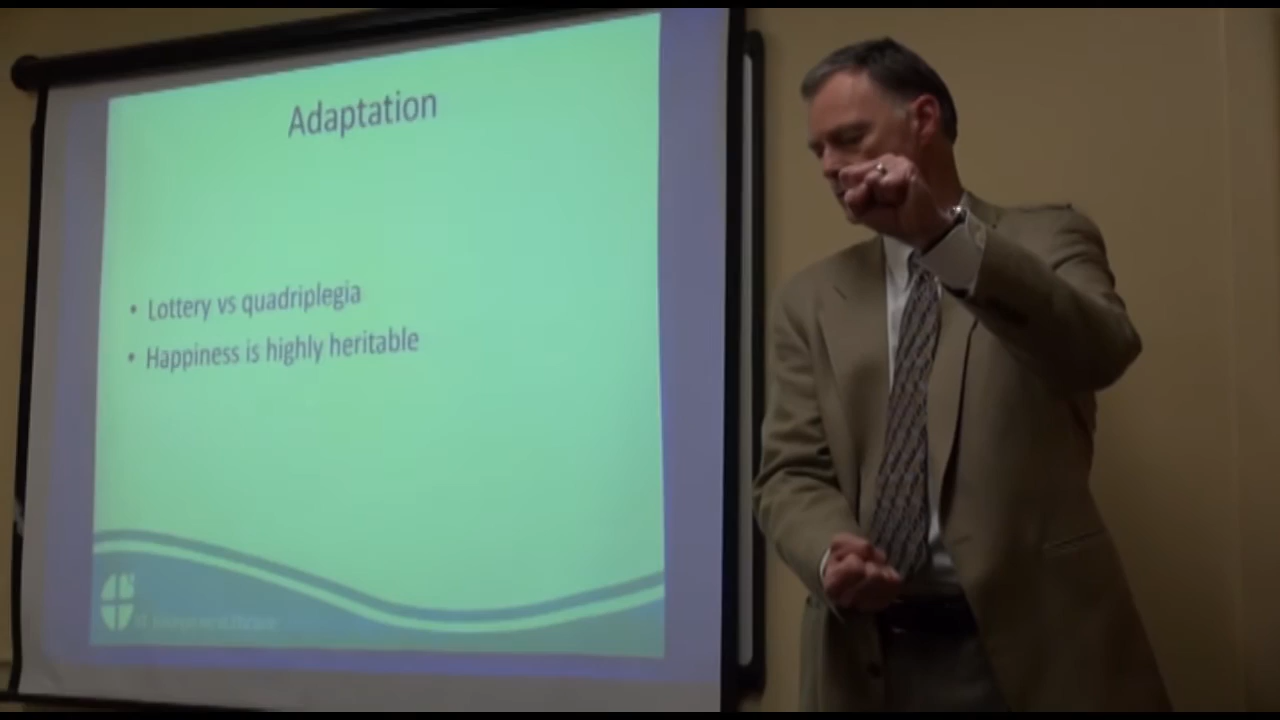 Adaptation
• Lottery vs quadriplegia
• Happiness is highly heritable